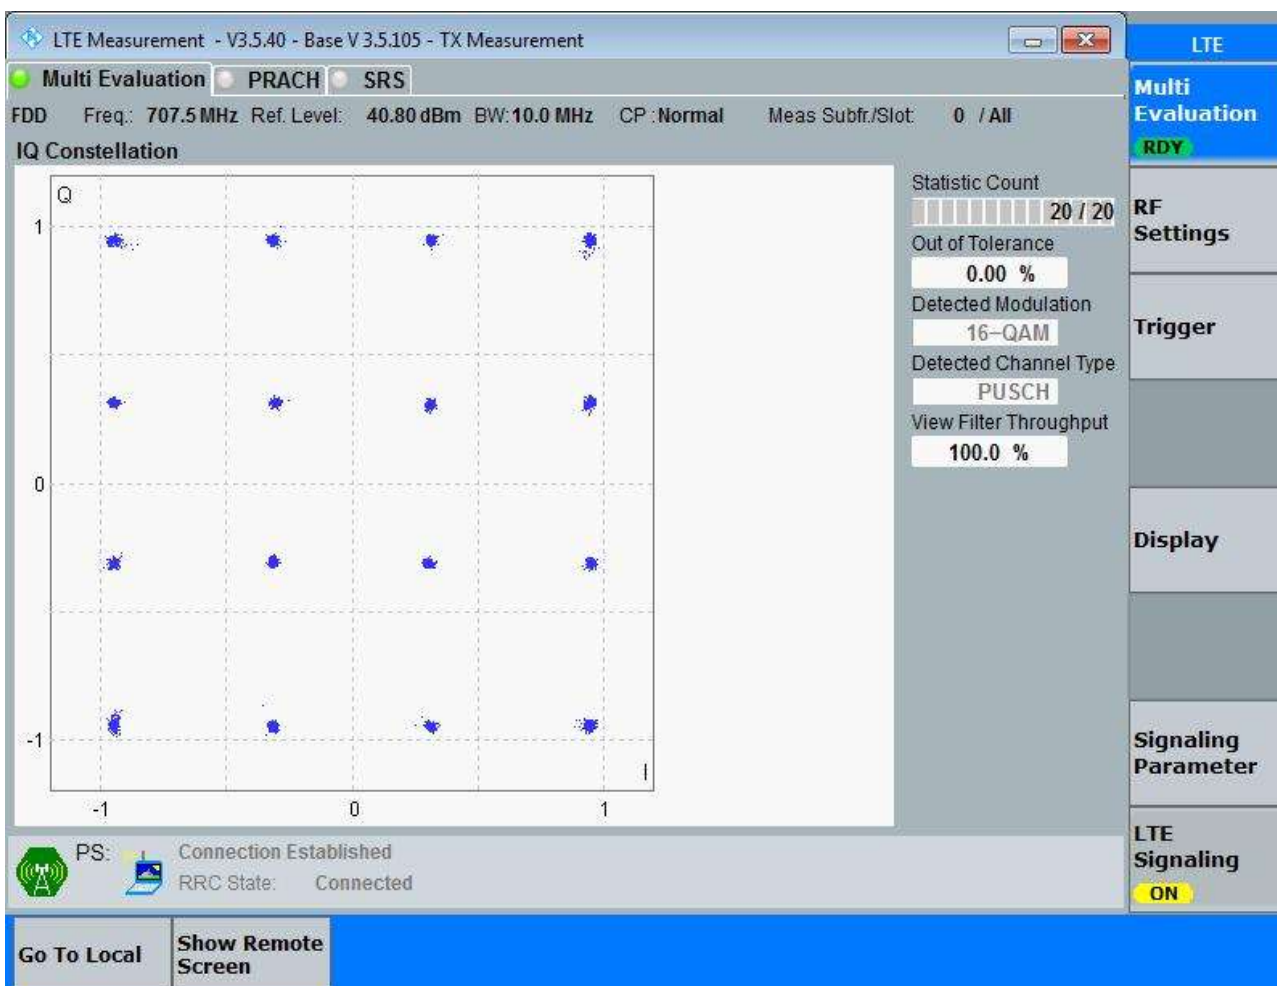 LTE Measurement - V3.5.40 - Base V 3.5.105 - TX Measurement
LTE
Multi Evaluation PRACH SRS
FDD Freq.: 707.5 MHz Ref. Level: 40.80 dBm BW: 10.0 MHz CP : Normal Meas Subfr./Slot: 0 / All
IQ Constellation
Q
1
0
-1
I
-1 0 1
Statistic Count
20 / 20
Out of Tolerance
0.00 %
Detected Modulation
16-QAM
Detected Channel Type
PUSCH
View Filter Throughput
100.0 %
Multi
Evaluation
RDY
RF
Settings
Trigger
Display
Signaling
Parameter
LTE
Signaling
ON
PS: Connection Established
RRC State: Connected
Go To Local
Show Remote
Screen